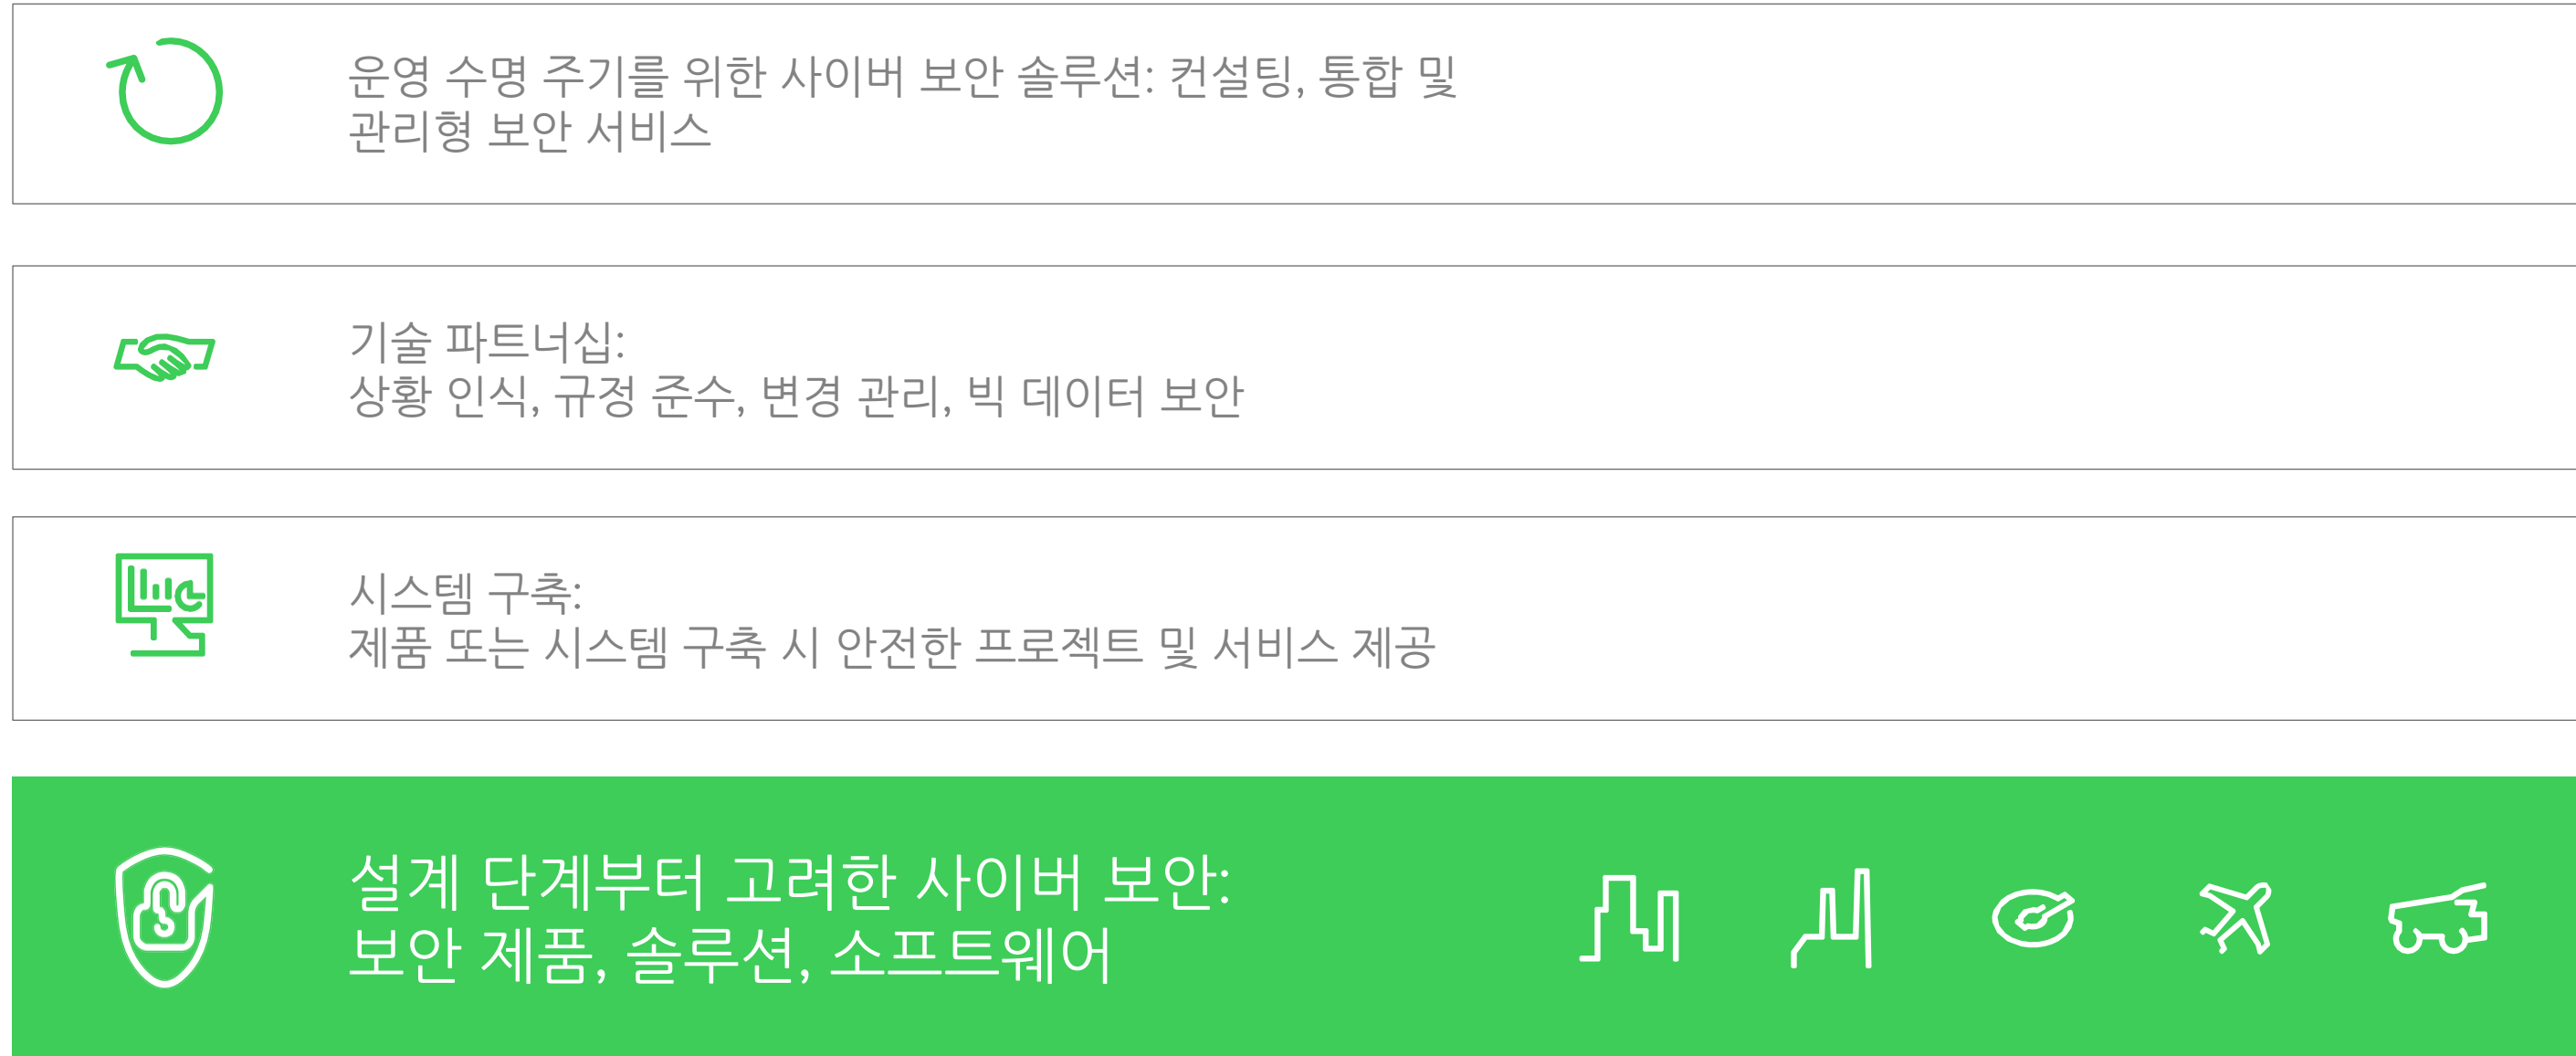 운영 수명 주기를 위한 사이버 보안 솔루션: 컨설팅, 통합 및
관리형 보안 서비스
기술 파트너십:
상황 인식, 규정 준수, 변경 관리, 빅 데이터 보안
시스템 구축:
제품 또는 시스템 구축 시 안전한 프로젝트 및 서비스 제공
설계 단계부터 고려한 사이버 보안:
보안 제품, 솔루션, 소프트웨어